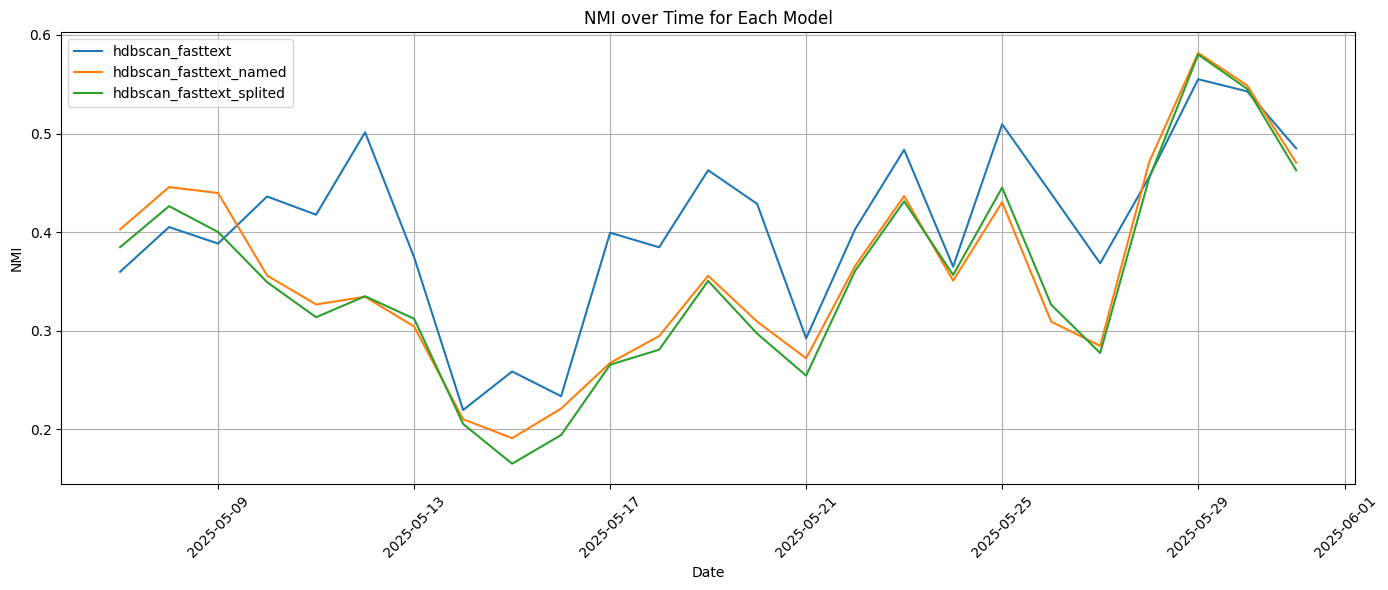 NMI over Time for Each Model
hdbscan_fasttext
hdbscan_fasttext_named
hdbscan_fasttext_splited
NMI
0.6
0.5
0.4
0.3
0.2
2025-05-09
2025-05-13
2025-05-17
2025-05-21
2025-05-25
2025-05-29
2025-06-01
Date